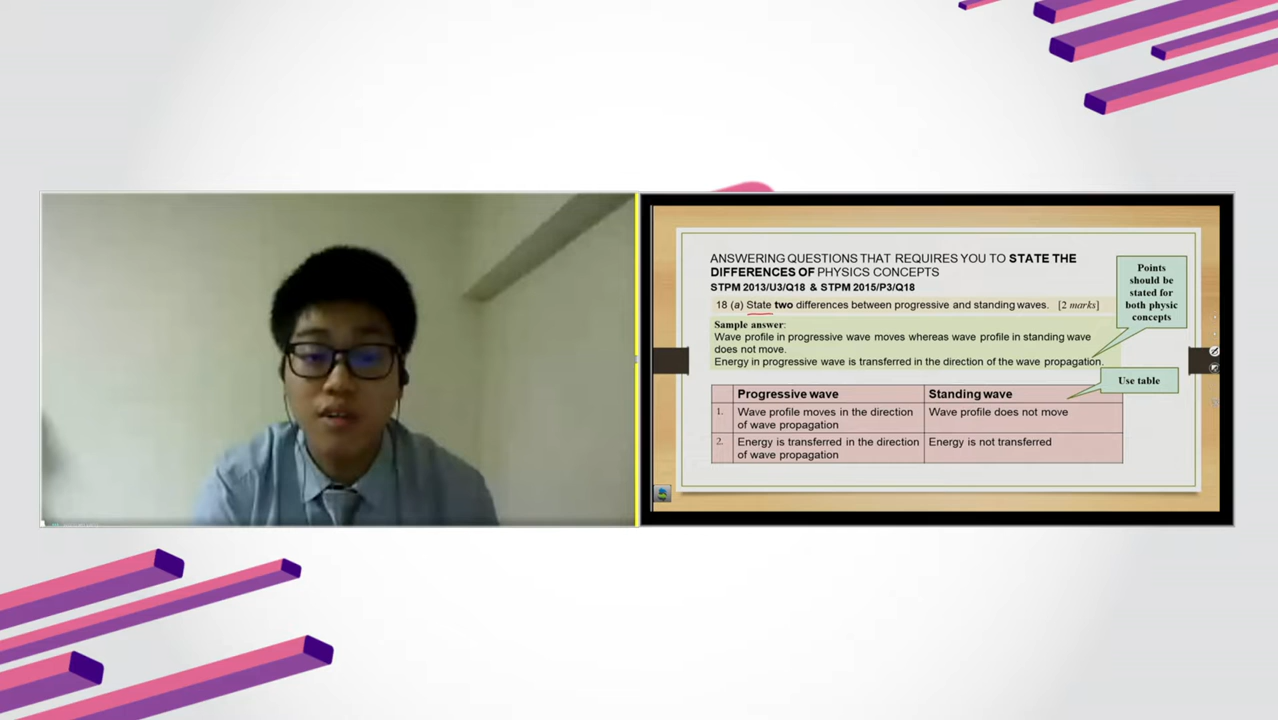 ANSWERING QUESTIONS THAT REQUIRES YOU TO STATE THE
DIFFERENCES OF PHYSICS CONCEPTS
STPM 2013/U3/Q18 & STPM 2015/P3/Q18
18 (a) State two differences between progressive and standing waves. [2 marks]
Sample answer:
Wave profile in progressive wave moves whereas wave profile in standing wave
does not move.
Energy in progressive wave is transferred in the direction of the wave propagation.
Points
should be
stated for
both physic
concepts
Use table
Progressive wave
Standing wave
1.
Wave profile moves in the direction
of wave propagation
Wave profile does not move
2.
Energy is transferred in the direction
of wave propagation
Energy is not transferred